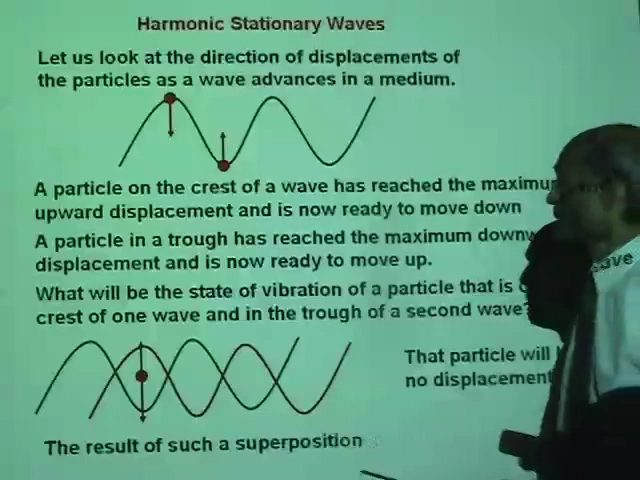 Harmonic Stationary Waves
Let us look at the direction of displacements of
the particles as a wave advances in a medium.
A particle on the crest of a wave has reached the
upward displacement and is now ready to move down
A particle in a trough has reached the maximum
displacement and is now ready to move up.
What will be the state of vibration of a particle that is
crest of one wave and in the trough of a second wave?
That particle will
no displacement
The result of such a superposition